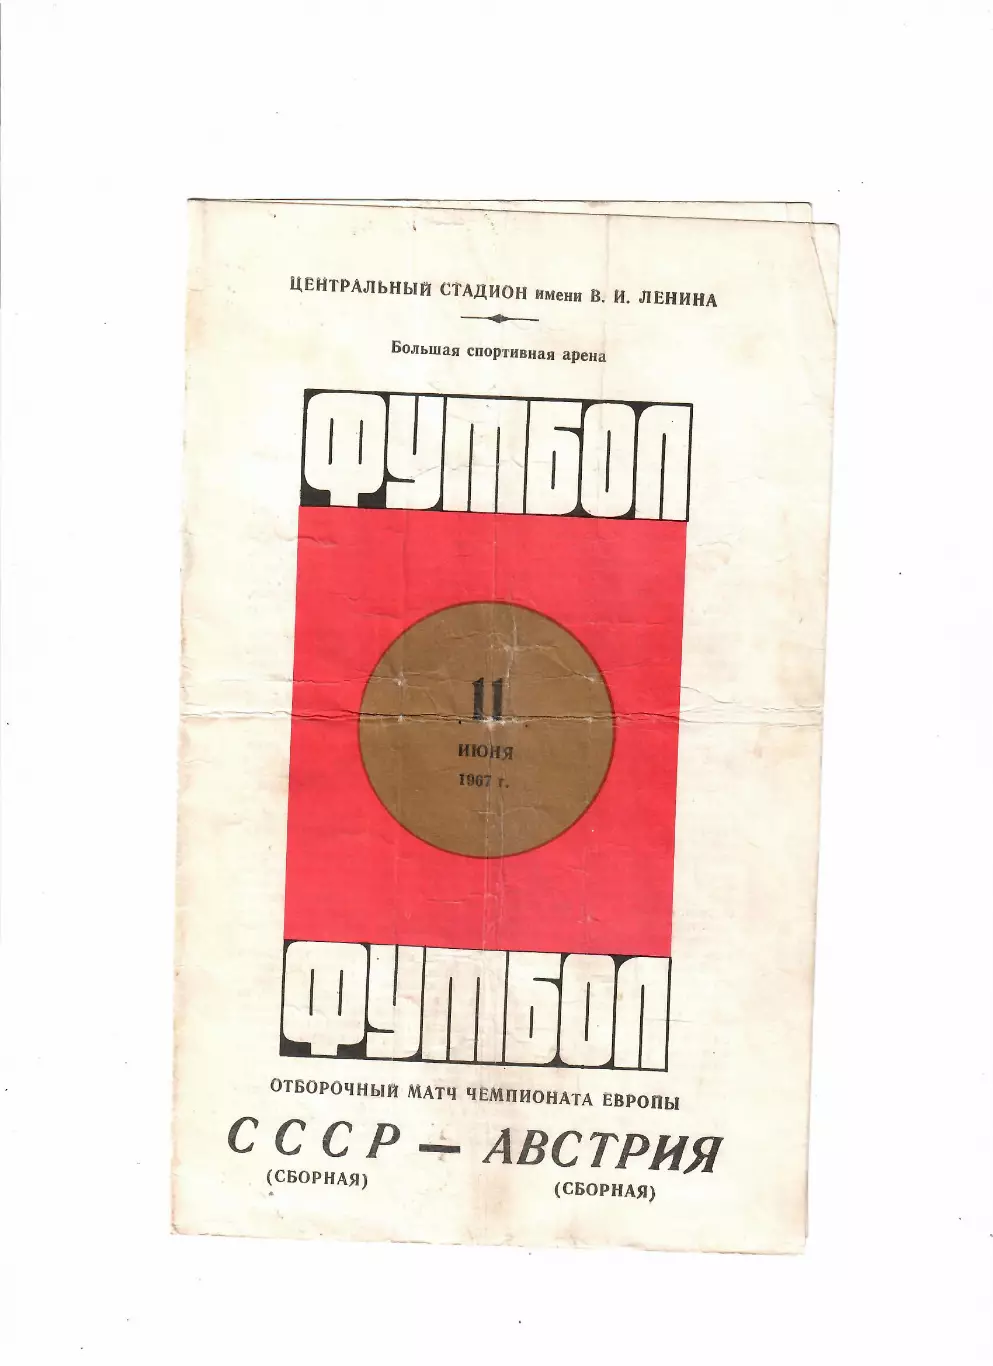 ЦЕНТРАЛЬНЫЙ СТАДИОН имени В. И. ЛЕНИНА
Большая спортивная арена
ФУТБОЛ
11
ИЮНЯ
1967 г.
ФУТБОЛ
ОТБОРОЧНЫЙ МАТЧ ЧЕМПИОНАТА ЕВРОПЫ
СССР — АВСТРИЯ
(СБОРНАЯ) (СБОРНАЯ)